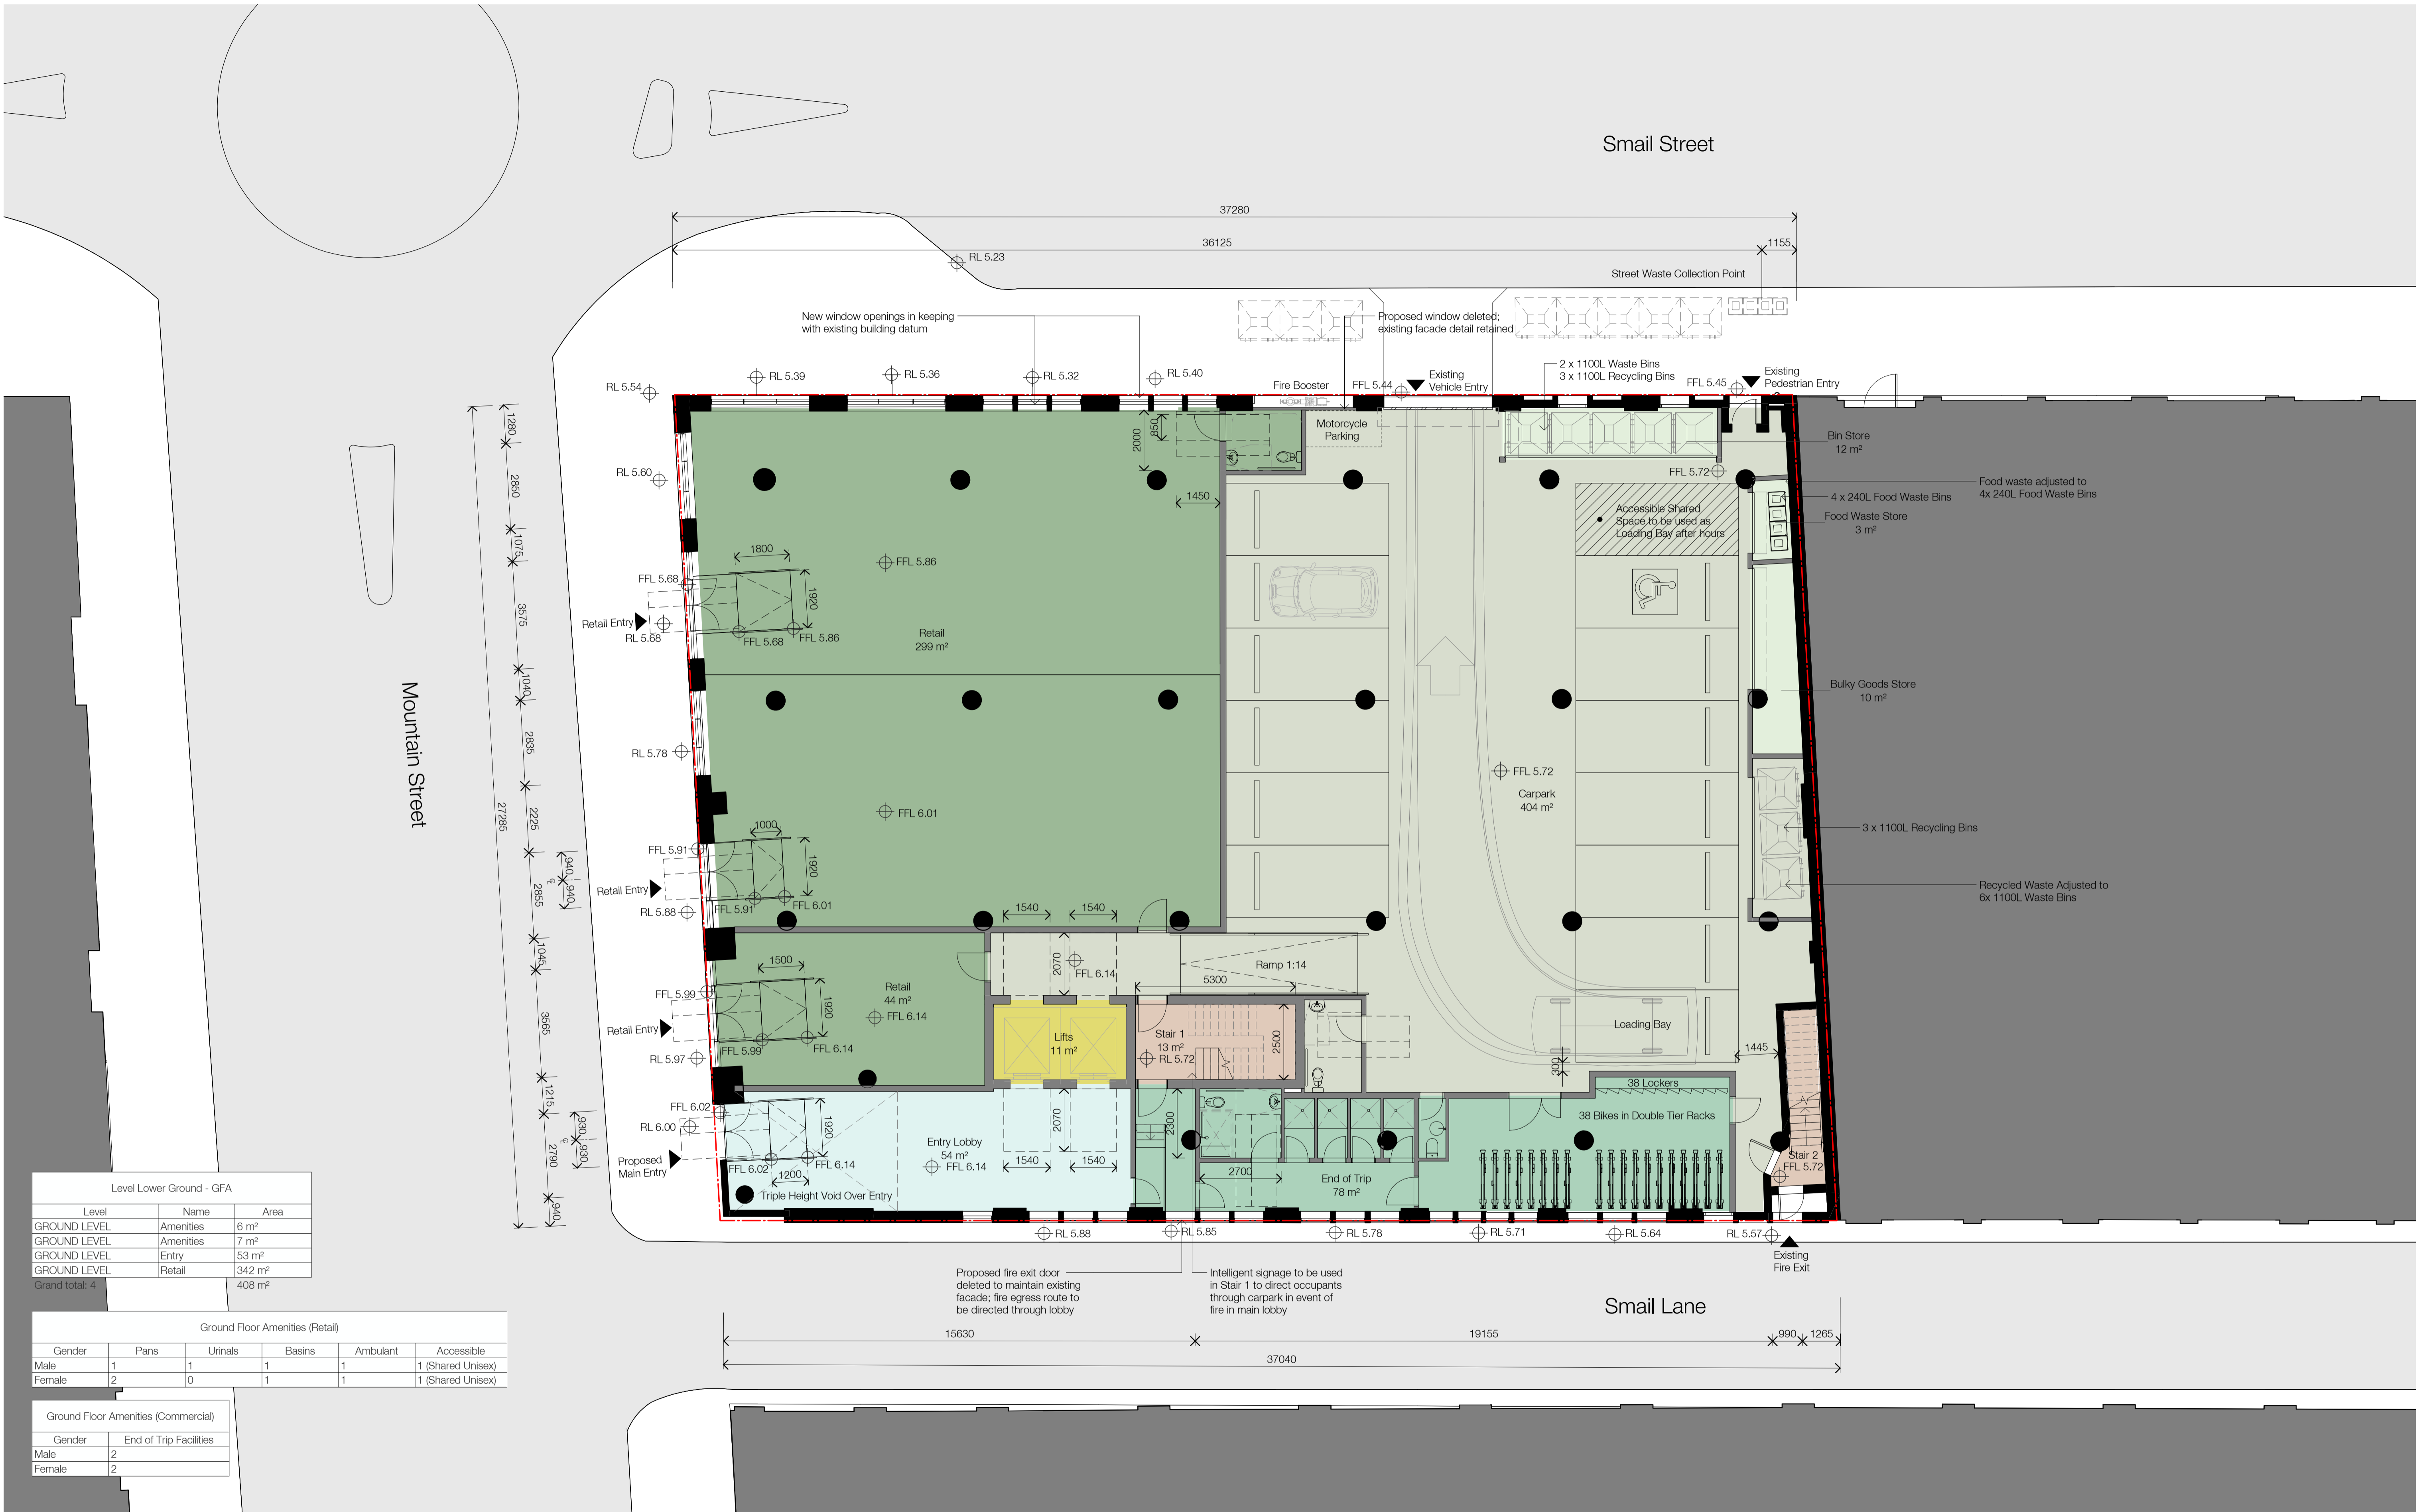 Smail Street
37280
36125
1155
RL 5.23
Street Waste Collection Point
New window openings in keeping
with existing building datum
Proposed window deleted;
existing facade detail retained
2 x 1100L Waste Bins
3 x 1100L Recycling Bins
RL 5.54
RL 5.39
RL 5.36
RL 5.32
RL 5.40
Fire Booster
FFL 5.44
Existing
Vehicle Entry
FFL 5.45
Existing
Pedestrian Entry
1280
2850
1075
3575
1040
2835
2225
2855
1045
3565
1215
2790
940
27285
940
940
930
930
Mountain Street
RL 5.60
850
2000
1450
Motorcycle
Parking
Bin Store
12 m²
FFL 5.72
Food waste adjusted to
4x 240L Food Waste Bins
4 x 240L Food Waste Bins
Food Waste Store
3 m²
Accessible Shared
Space to be used as
Loading Bay after hours
1800
FFL 5.86
FFL 5.68
1920
Retail Entry
RL 5.68
FFL 5.68
FFL 5.86
Retail
299 m²
Bulky Goods Store
10 m²
RL 5.78
FFL 5.72
Carpark
404 m²
FFL 6.01
1000
FFL 5.91
1920
3 x 1100L Recycling Bins
Retail Entry
RL 5.88
FFL 5.91
FFL 6.01
Recycled Waste Adjusted to
6x 1100L Waste Bins
1540
1540
1500
2070
FFL 6.14
Ramp 1:14
5300
FFL 5.99
1920
Retail
44 m²
FFL 6.14
Retail Entry
RL 5.97
FFL 5.99
FFL 6.14
Lifts
11 m²
Stair 1
13 m²
RL 5.72
2500
Loading Bay
300
1445
38 Lockers
38 Bikes in Double Tier Racks
FFL 6.02
RL 6.00
1920
2070
2300
Entry Lobby
54 m²
FFL 6.14
Proposed
Main Entry
FFL 6.02
FFL 6.14
1200
1540
1540
2700
End of Trip
78 m²
Stair 2
FFL 5.72
Triple Height Void Over Entry
RL 5.88
RL 5.85
RL 5.78
RL 5.71
RL 5.64
RL 5.57
Existing
Fire Exit
Proposed fire exit door
deleted to maintain existing
facade; fire egress route to
be directed through lobby
Intelligent signage to be used
in Stair 1 to direct occupants
through carpark in event of
fire in main lobby
Smail Lane
15630
19155
990
1265
37040
Level Lower Ground - GFA
Level Name Area
GROUND LEVEL Amenities 6 m²
GROUND LEVEL Amenities 7 m²
GROUND LEVEL Entry 53 m²
GROUND LEVEL Retail 342 m²
Grand total: 4 408 m²
Ground Floor Amenities (Retail)
Gender Pans Urinals Basins Ambulant Accessible
Male 1 1 1 1 1 (Shared Unisex)
Female 2 0 1 1 1 (Shared Unisex)
Ground Floor Amenities (Commercial)
Gender End of Trip Facilities
Male 2
Female 2